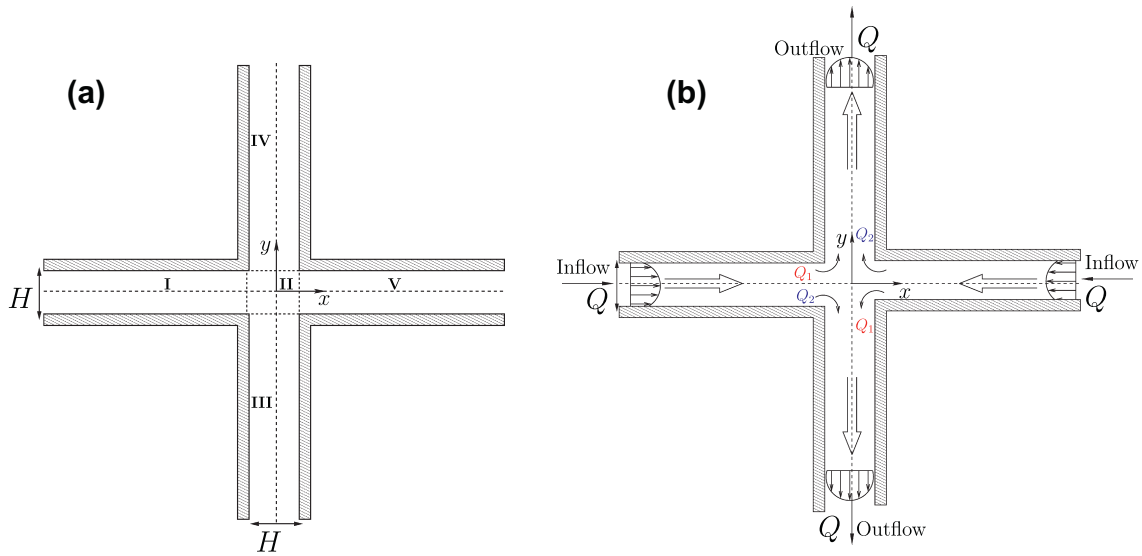 (a)
IV
y
I
II
V
x
H
III
H
(b)
Outflow
Q
y
Q₂
Inflow
Q₁
Inflow
Q
Q₂
x
Q
Q₁
Q
Outflow